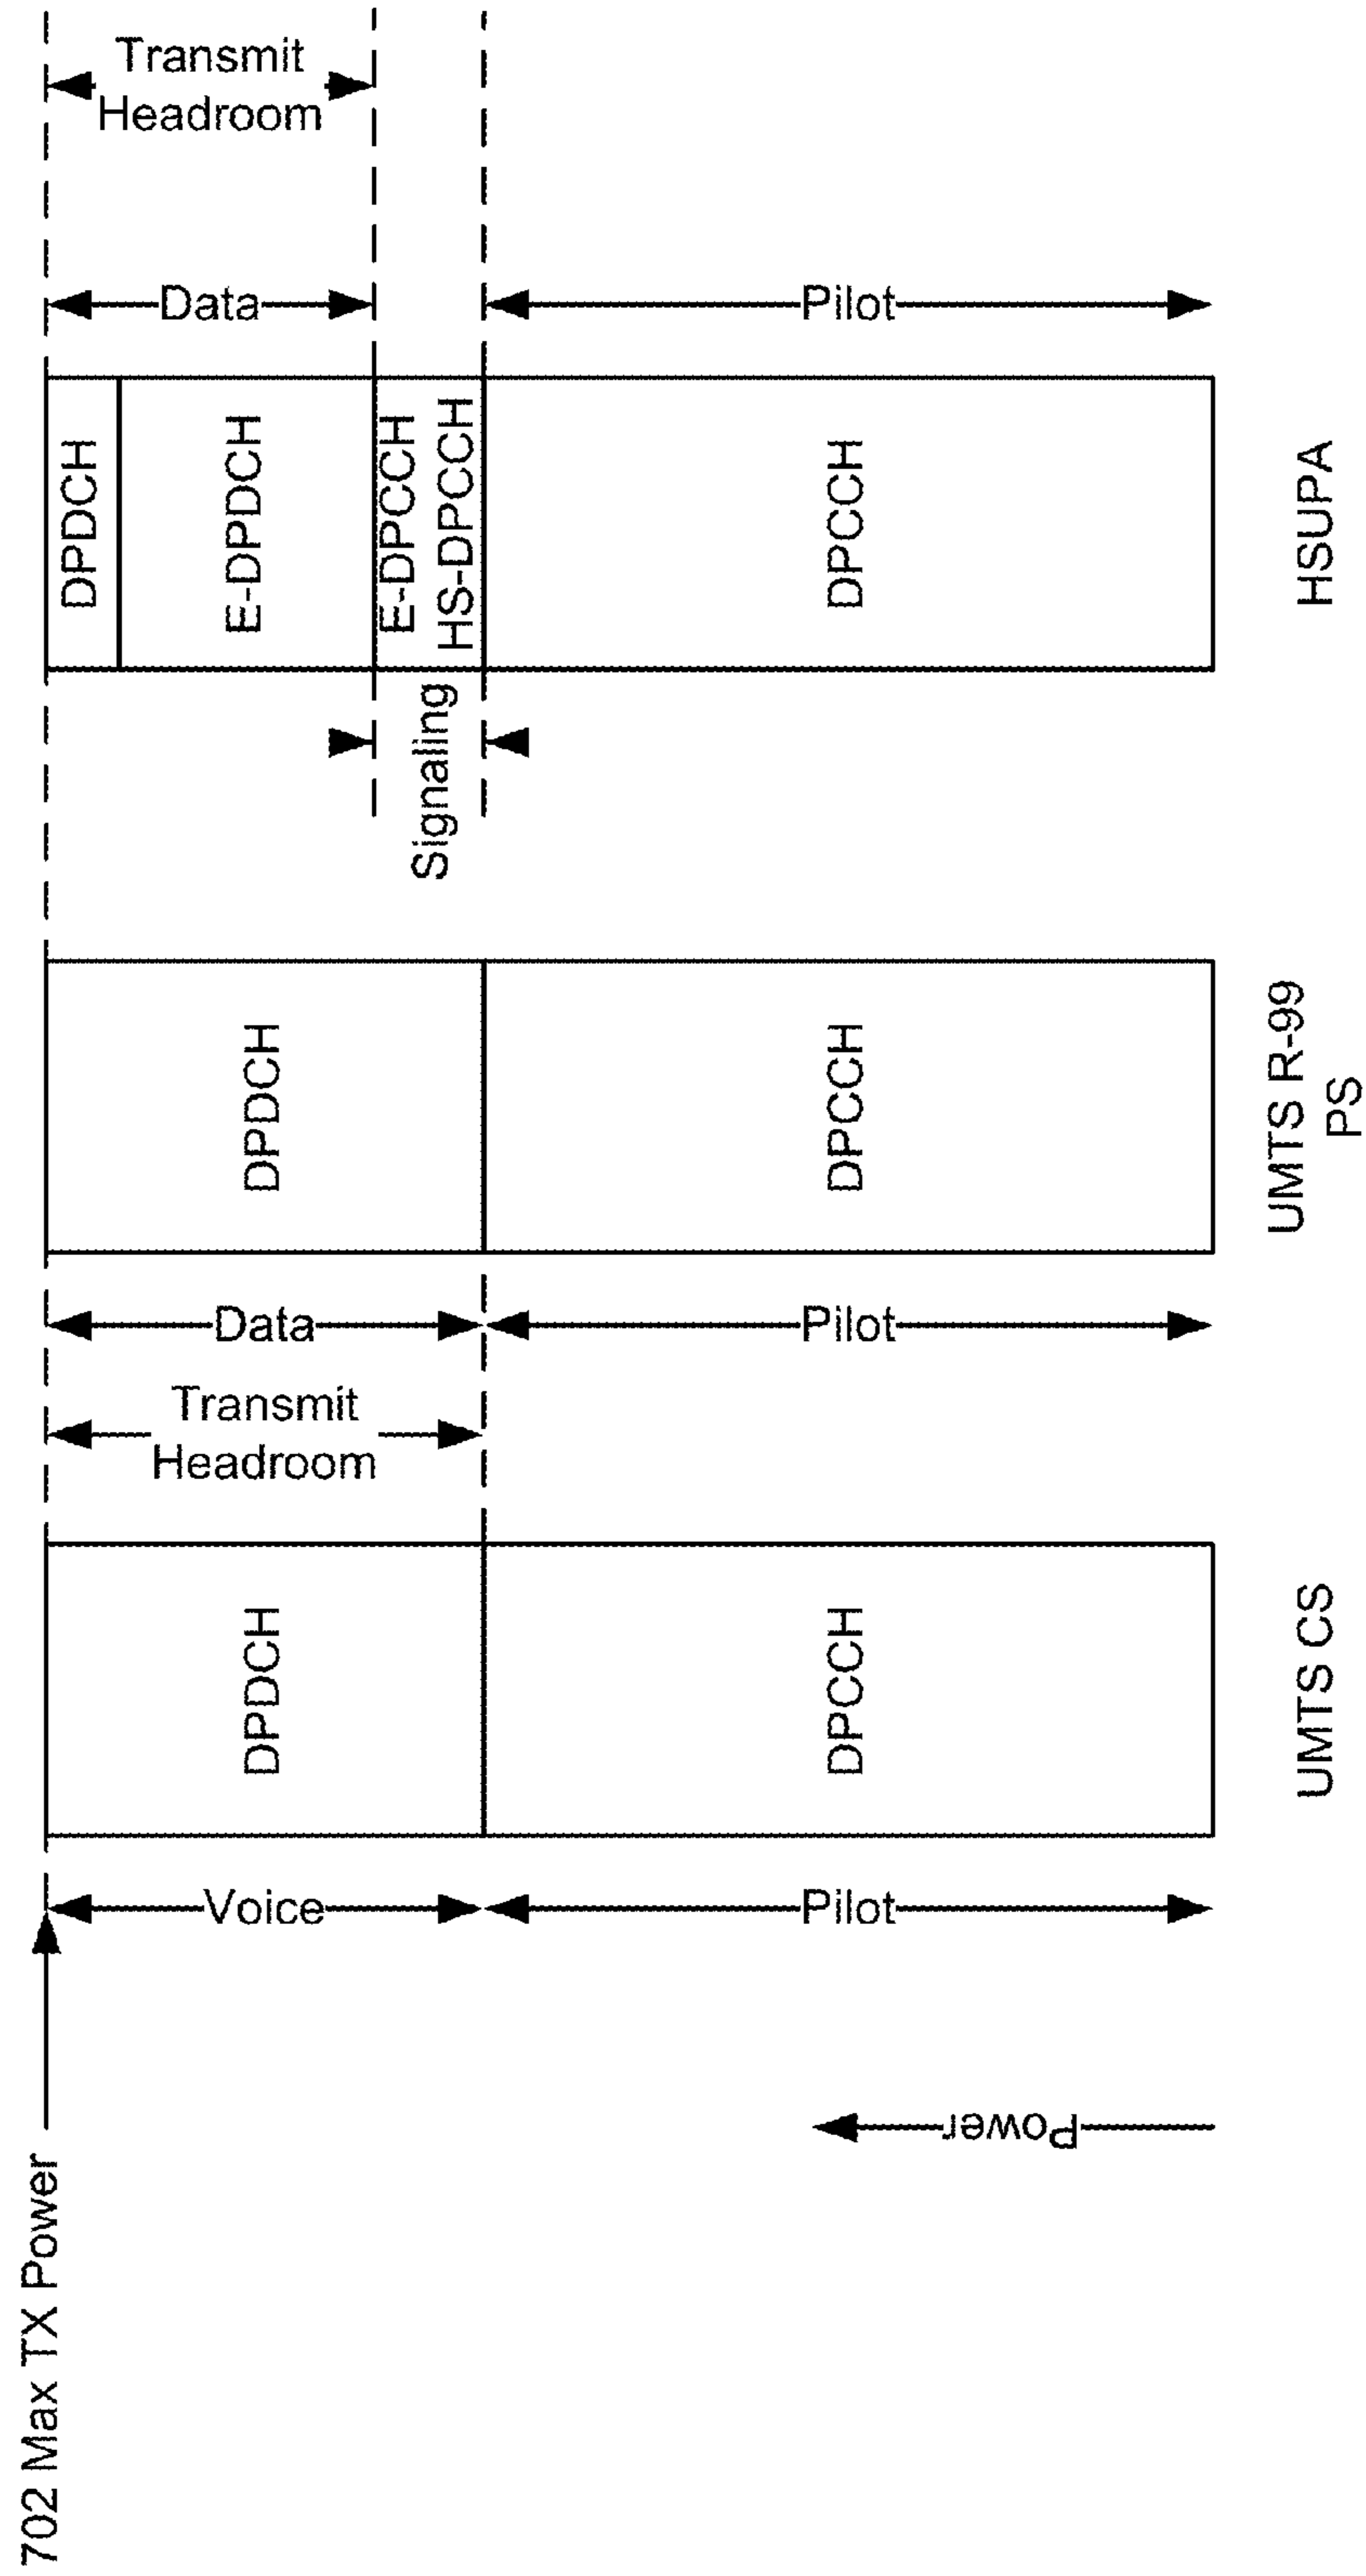 Transmit
Headroom
Data
Pilot
DPDCH
E-DPDCH
E-DPCCH
HS-DPCCH
DPCCH
HSUPA
Signaling
DPDCH
DPCCH
UMTS R-99
PS
Data
Pilot
Transmit
Headroom
DPDCH
DPCCH
UMTS CS
Voice
Pilot
Power
702 Max TX Power